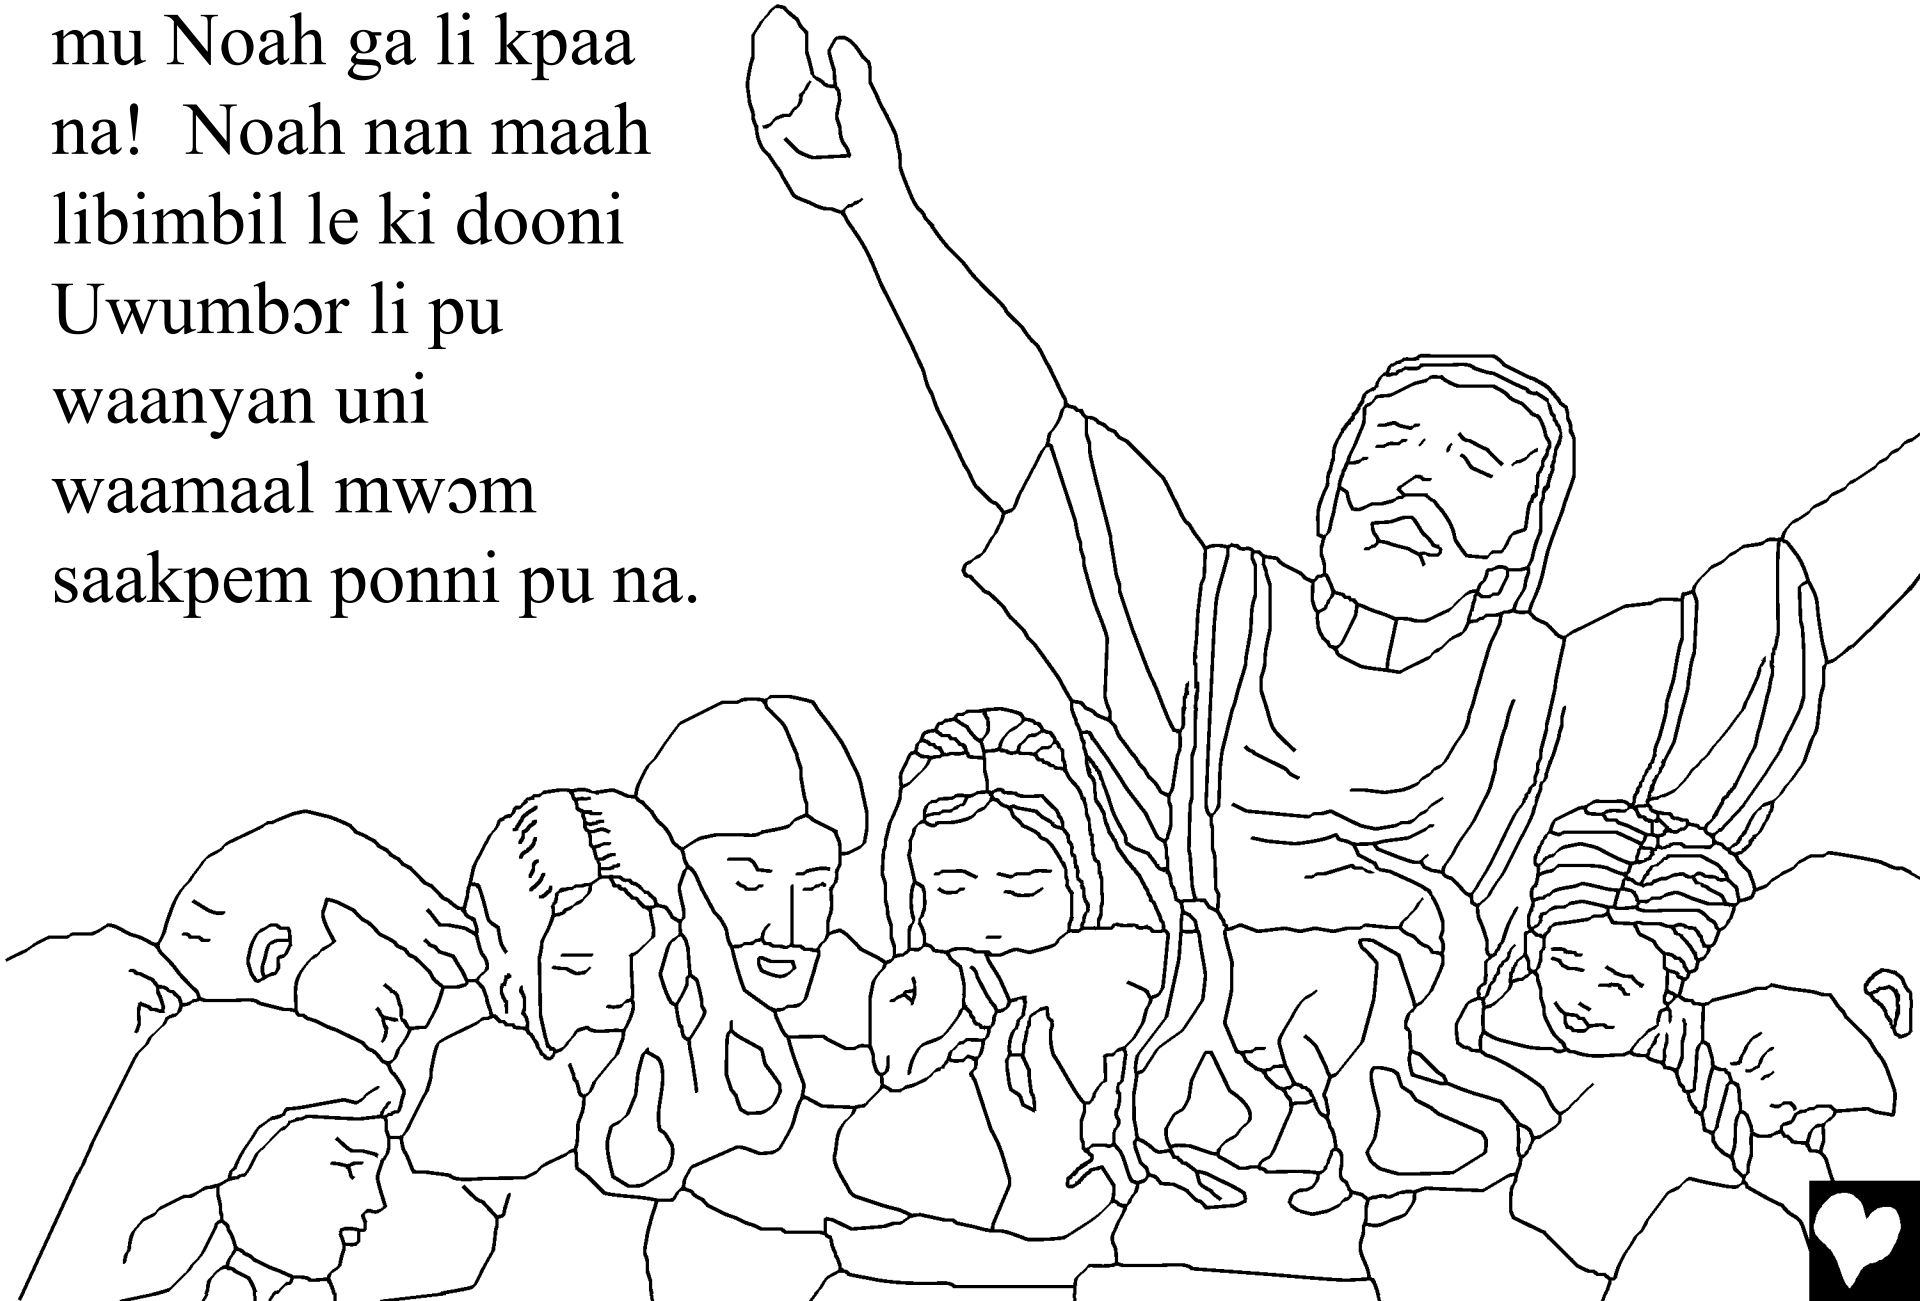 mu Noah ga li kpaa
na!  Noah nan maah
libimbil le ki dooni
Uwumbɔr li pu
waanyan uni
waamaal mwɔm
saakpem ponni pu na.